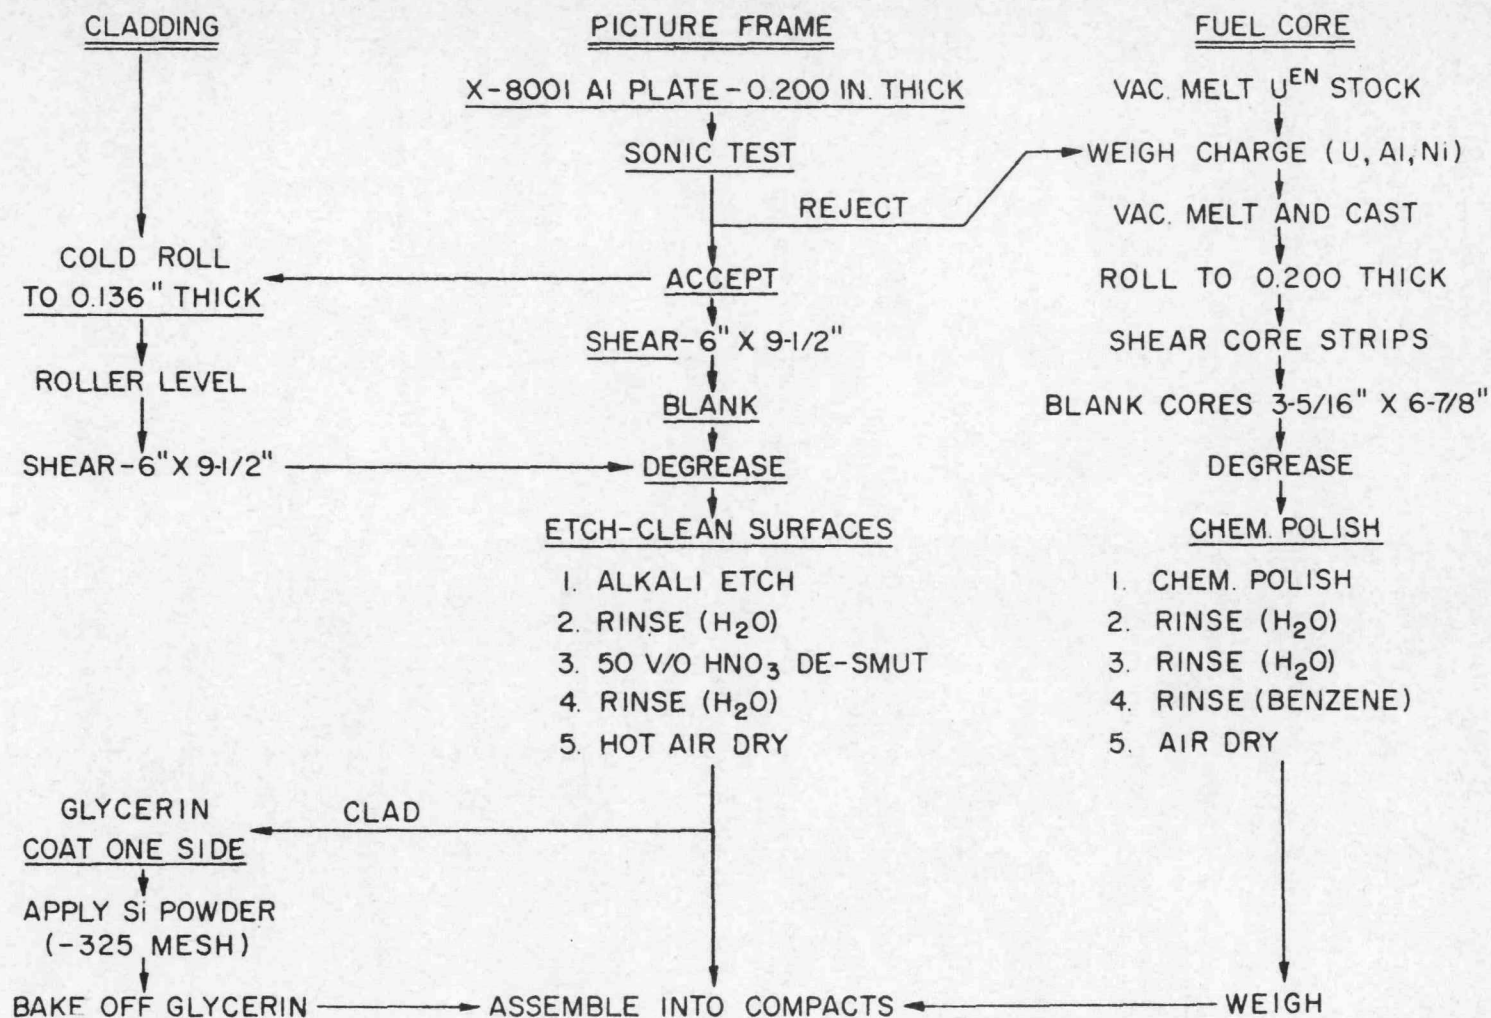 CLADDING
COLD ROLL
TO 0.136" THICK
ROLLER LEVEL
SHEAR-6" X 9-1/2"
GLYCERIN
COAT ONE SIDE
APPLY Si POWDER
(-325 MESH)
BAKE OFF GLYCERIN
PICTURE FRAME
X-8001 Al PLATE-0.200 IN. THICK
SONIC TEST
REJECT
ACCEPT
SHEAR-6" X 9-1/2"
BLANK
DEGREASE
ETCH-CLEAN SURFACES
1. ALKALI ETCH
2. RINSE (H₂O)
3. 50 V/O HNO₃ DE-SMUT
4. RINSE (H₂O)
5. HOT AIR DRY
CLAD
ASSEMBLE INTO COMPACTS
FUEL CORE
VAC. MELT Uᴱᴺ STOCK
WEIGH CHARGE (U, Al, Ni)
VAC. MELT AND CAST
ROLL TO 0.200 THICK
SHEAR CORE STRIPS
BLANK CORES 3-5/16" X 6-7/8"
DEGREASE
CHEM. POLISH
1. CHEM. POLISH
2. RINSE (H₂O)
3. RINSE (H₂O)
4. RINSE (BENZENE)
5. AIR DRY
WEIGH